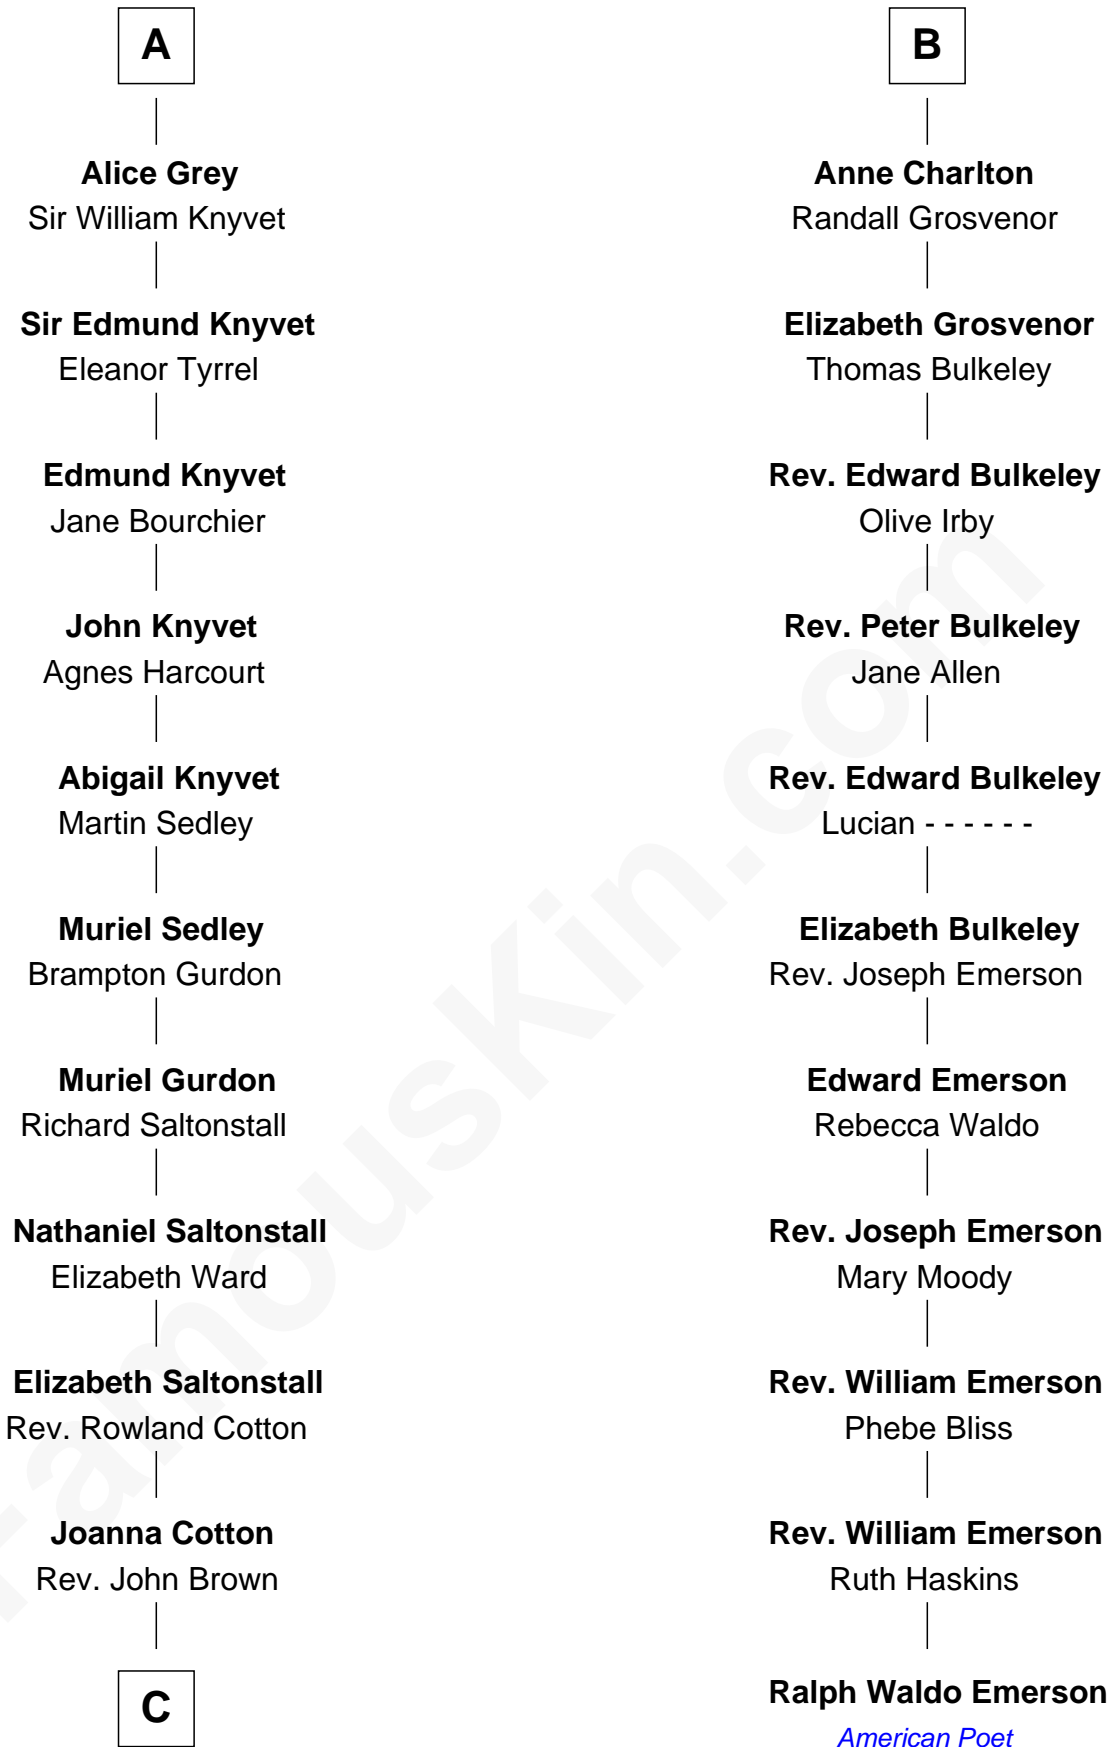 A
Alice Grey
Sir William Knyvet
Sir Edmund Knyvet
Eleanor Tyrrel
Edmund Knyvet
Jane Bourchier
John Knyvet
Agnes Harcourt
Abigail Knyvet
Martin Sedley
Muriel Sedley
Brampton Gurdon
Muriel Gurdon
Richard Saltonstall
Nathaniel Saltonstall
Elizabeth Ward
Elizabeth Saltonstall
Rev. Rowland Cotton
Joanna Cotton
Rev. John Brown
C
B
Anne Charlton
Randall Grosvenor
Elizabeth Grosvenor
Thomas Bulkeley
Rev. Edward Bulkeley
Olive Irby
Rev. Peter Bulkeley
Jane Allen
Rev. Edward Bulkeley
Lucian - - - - - -
Elizabeth Bulkeley
Rev. Joseph Emerson
Edward Emerson
Rebecca Waldo
Rev. Joseph Emerson
Mary Moody
Rev. William Emerson
Phebe Bliss
Rev. William Emerson
Ruth Haskins
Ralph Waldo Emerson
American Poet
FamousKin.com